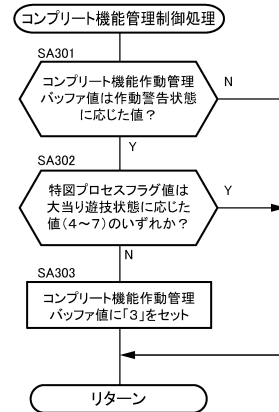 コンプリート機能管理制御処理
SA301
コンプリート機能作動管理
バッファ値は作動警告状態
に応じた値？
N
Y
SA302
特図プロセスフラグ値は
大当り遊技状態に応じた
値(4～7)のいずれか？
Y
N
SA303
コンプリート機能作動管理
バッファ値に「3」をセット
リターン